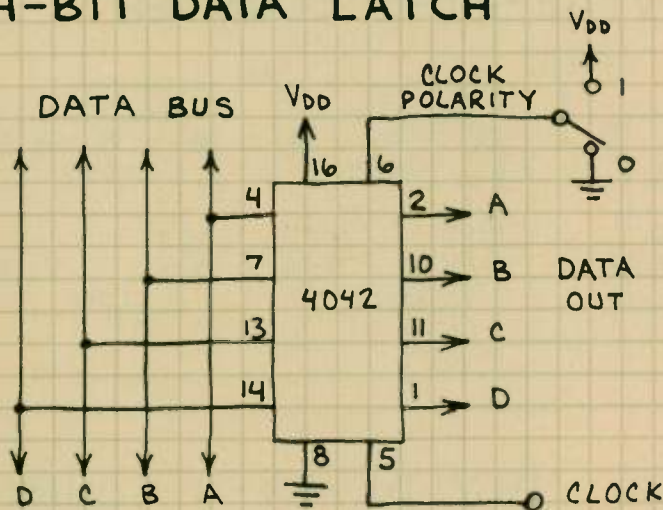 4-BIT DATA LATCH
DATA BUS
VDD
CLOCK
POLARITY
VDD
1
0
16
6
4
7
13
14
4042
2
A
10
B
11
C
1
D
DATA
OUT
8
5
D
C
B
A
CLOCK